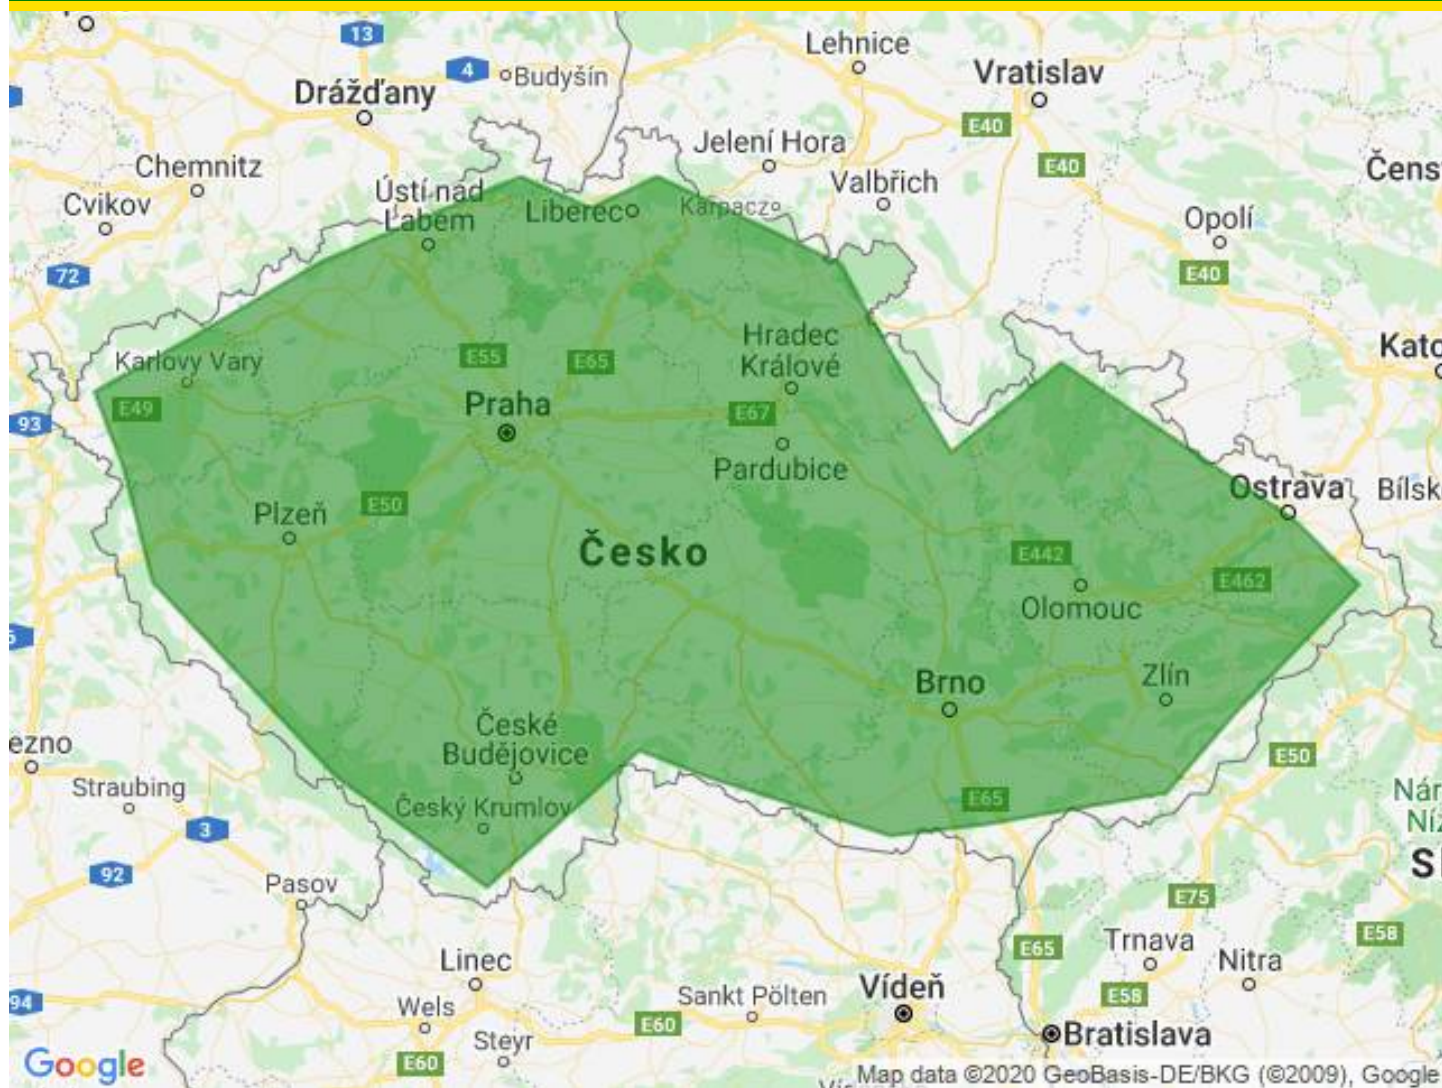 13
Lehnice
4
Budyšín
Vratislav
Drážďany
E40
Jelení Hora
Chemnitz
E40
Čens
Ústí nad
Labem
Valbřich
Cvikov
Liberec
Karpacz
Opolí
72
E40
Hradec
Králové
Karlovy Vary
E55
E65
Kato
E49
Praha
E67
93
Pardubice
Ostrava
Bílsk
Plzeň
E50
Česko
E442
E462
Olomouc
Brno
Zlín
České
Budějovice
ezno
E50
Straubing
Český Krumlov
E65
Nár
Níz
3
S
92
Pasov
E75
E58
Linec
E65
Trnava
Nitra
94
Wels
Sankt Pölten
Vídeň
E58
E60
Steyr
Bratislava
E60
Google
Map data ©2020 GeoBasis-DE/BKG (©2009), Google